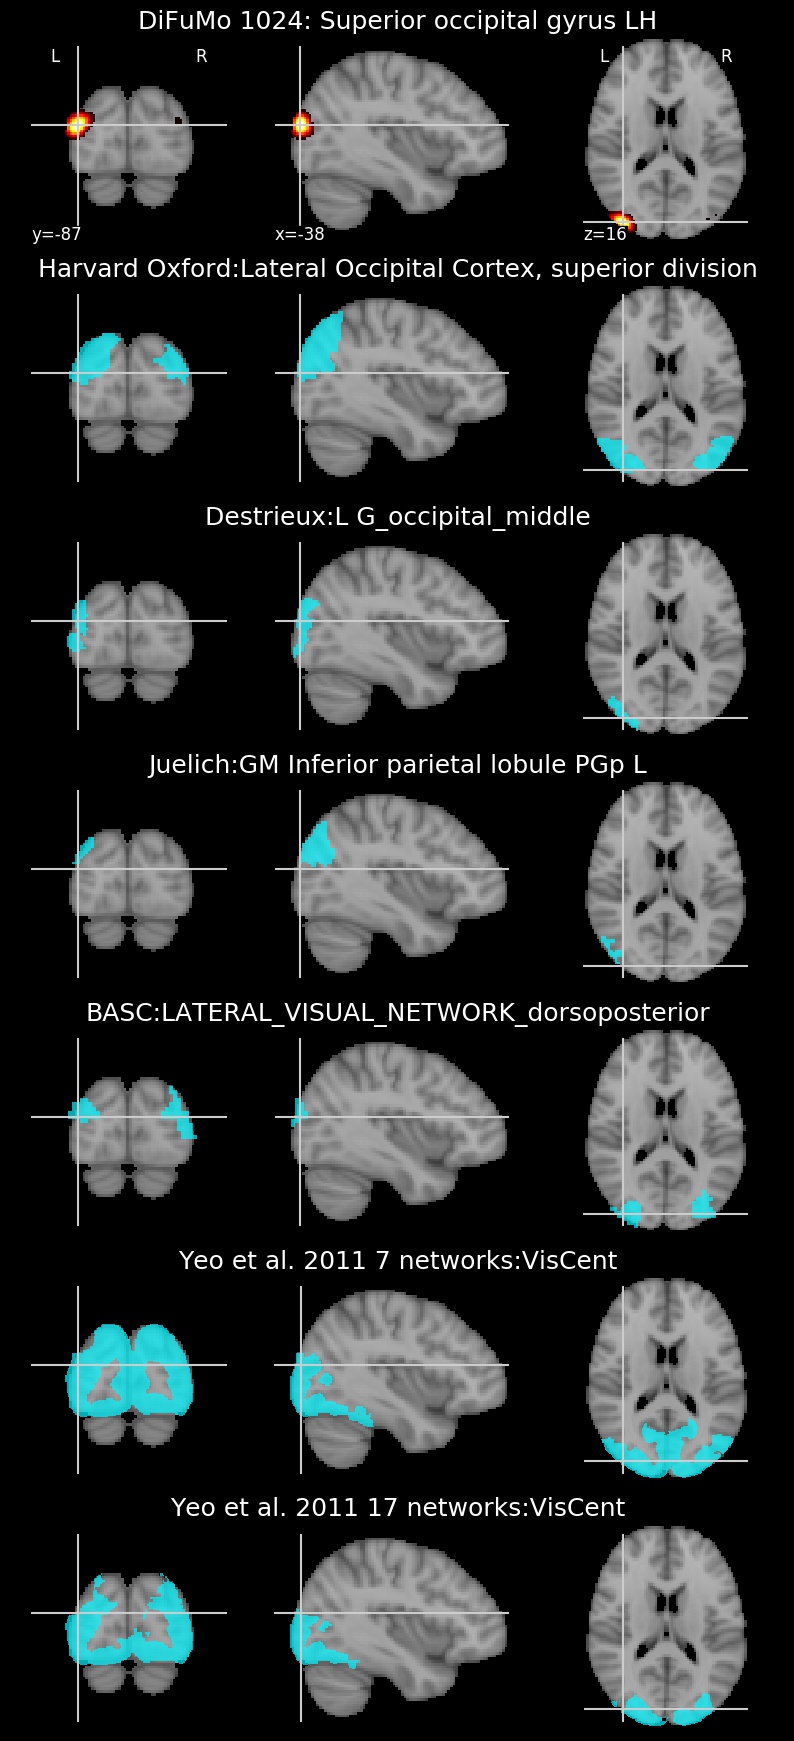 DiFuMo 1024: Superior occipital gyrus LH
L R L R
y=-87 x=-38 z=16
Harvard Oxford:Lateral Occipital Cortex, superior division
Destrieux:L G_occipital_middle
Juelich:GM Inferior parietal lobule PGp L
BASC:LATERAL_VISUAL_NETWORK_dorsoposterior
Yeo et al. 2011 7 networks:VisCent
Yeo et al. 2011 17 networks:VisCent